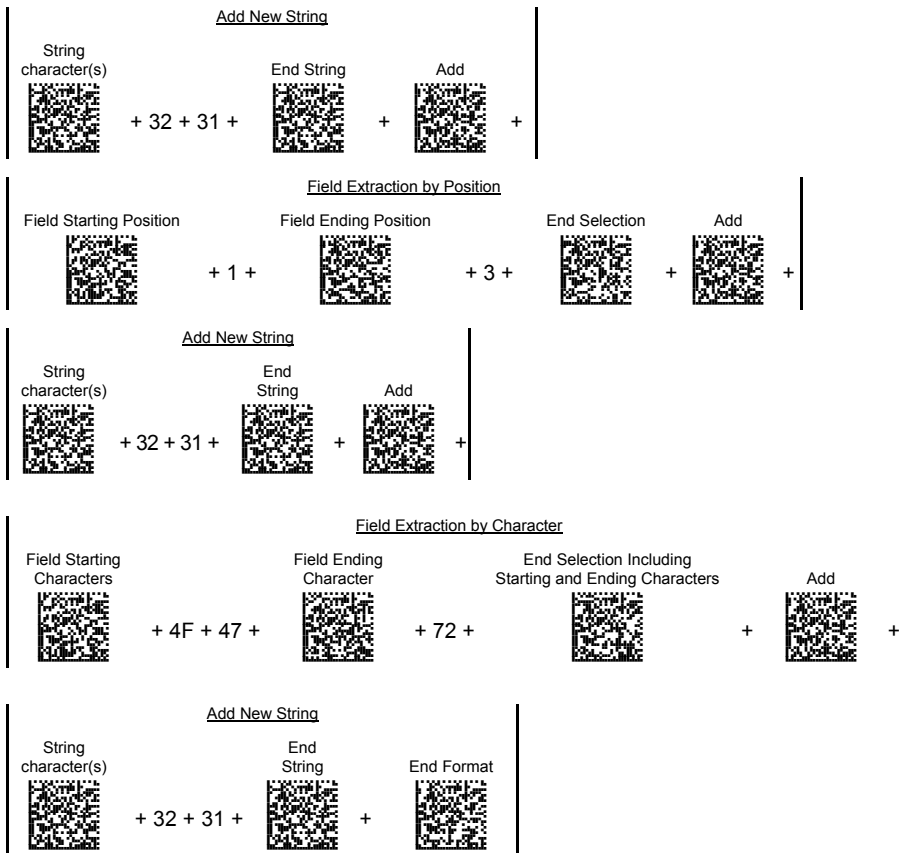 Add New String
String
character(s) End String Add
+ 32 + 31 + + +
Field Extraction by Position
Field Starting Position Field Ending Position End Selection Add
+ 1 + + 3 + + +
Add New String
String
character(s) End
String Add
+ 32 + 31 + + +
Field Extraction by Character
Field Starting
Characters Field Ending
Character End Selection Including
Starting and Ending Characters Add
+ 4F + 47 + + 72 + + +
Add New String
String
character(s) End
String End Format
+ 32 + 31 + +